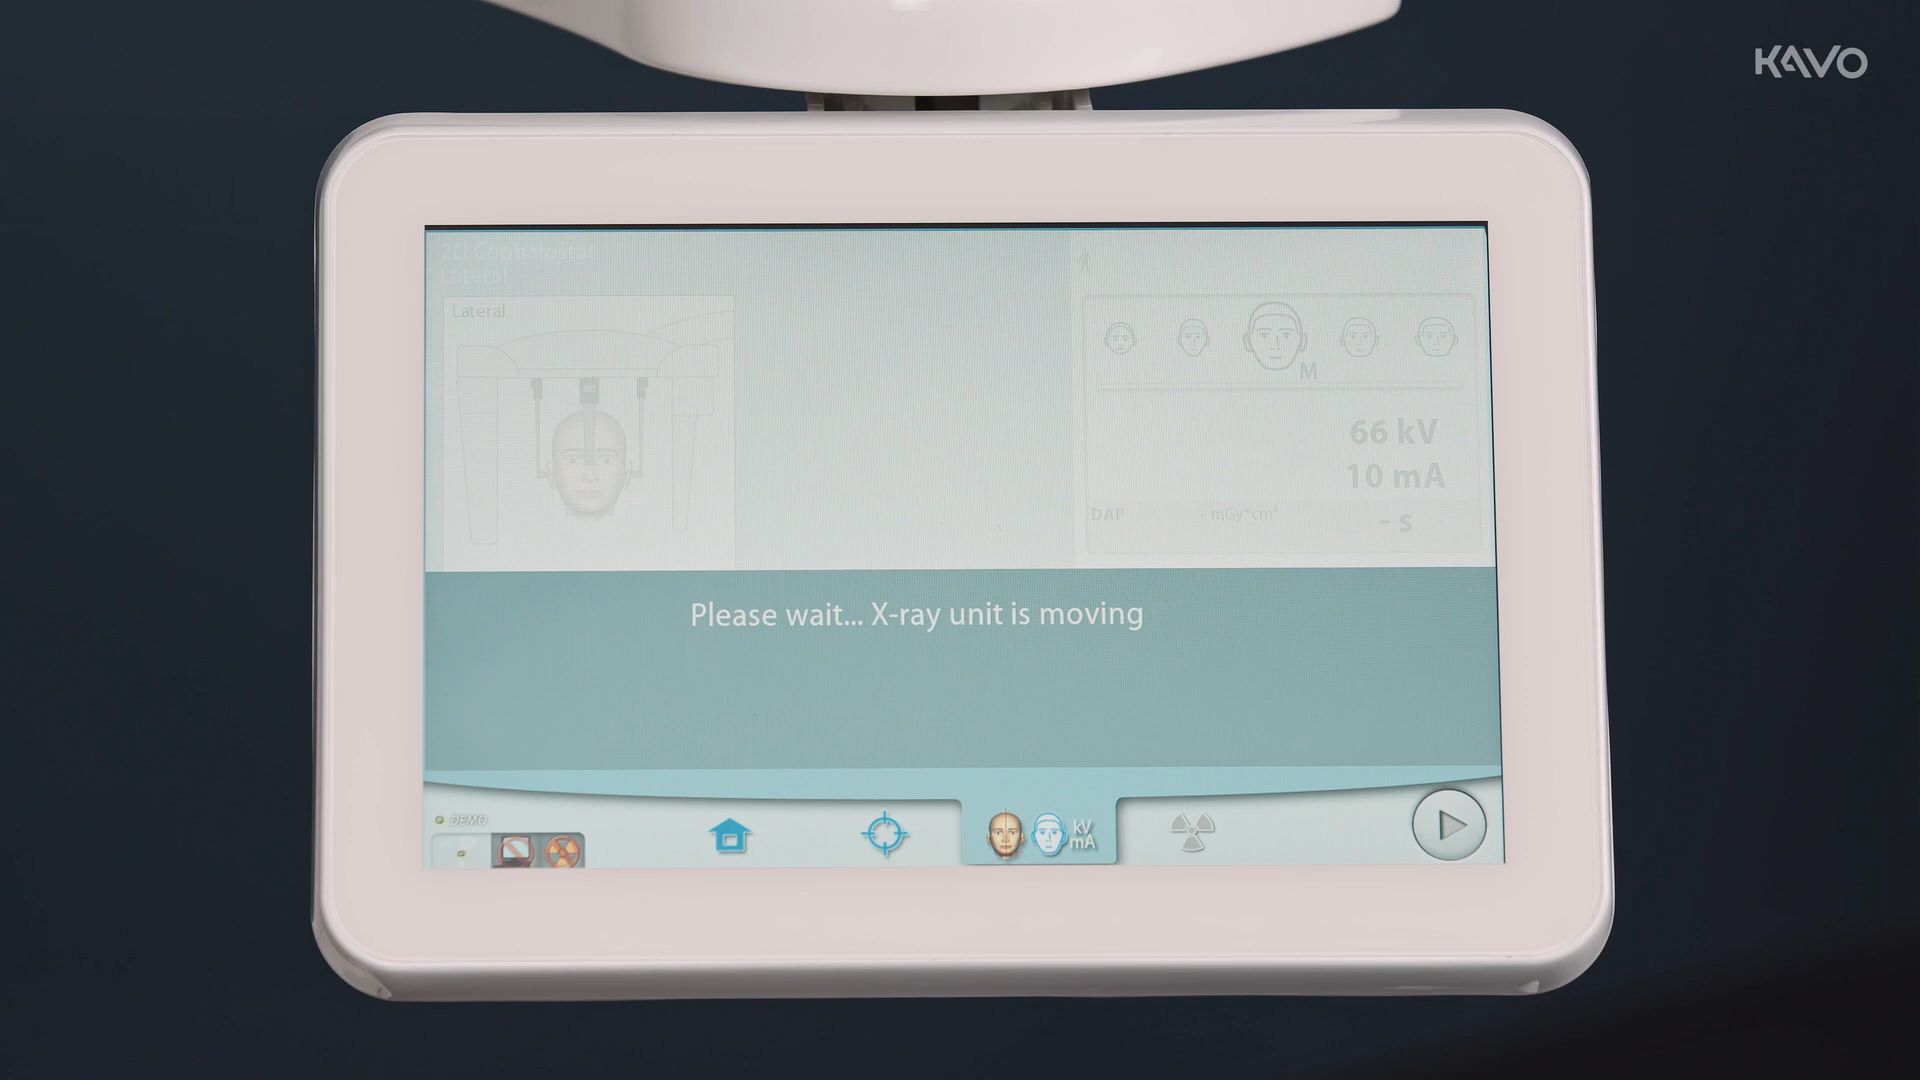 KAVO
2D Cephalostat
Lateral
Lateral
M
66 kV
10 mA
DAP - mGy*cm² - s
Please wait... X-ray unit is moving
DEMO
kV
mA